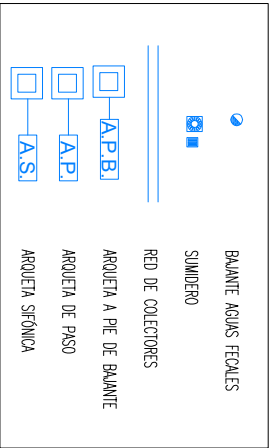 BAJANTE AGUAS FECALES
SUMIDERO
RED DE COLECTORES
A.P.B. ARQUETA A PIE DE BAJANTE
A.P. ARQUETA DE PASO
A.S. ARQUETA SIFÓNICA